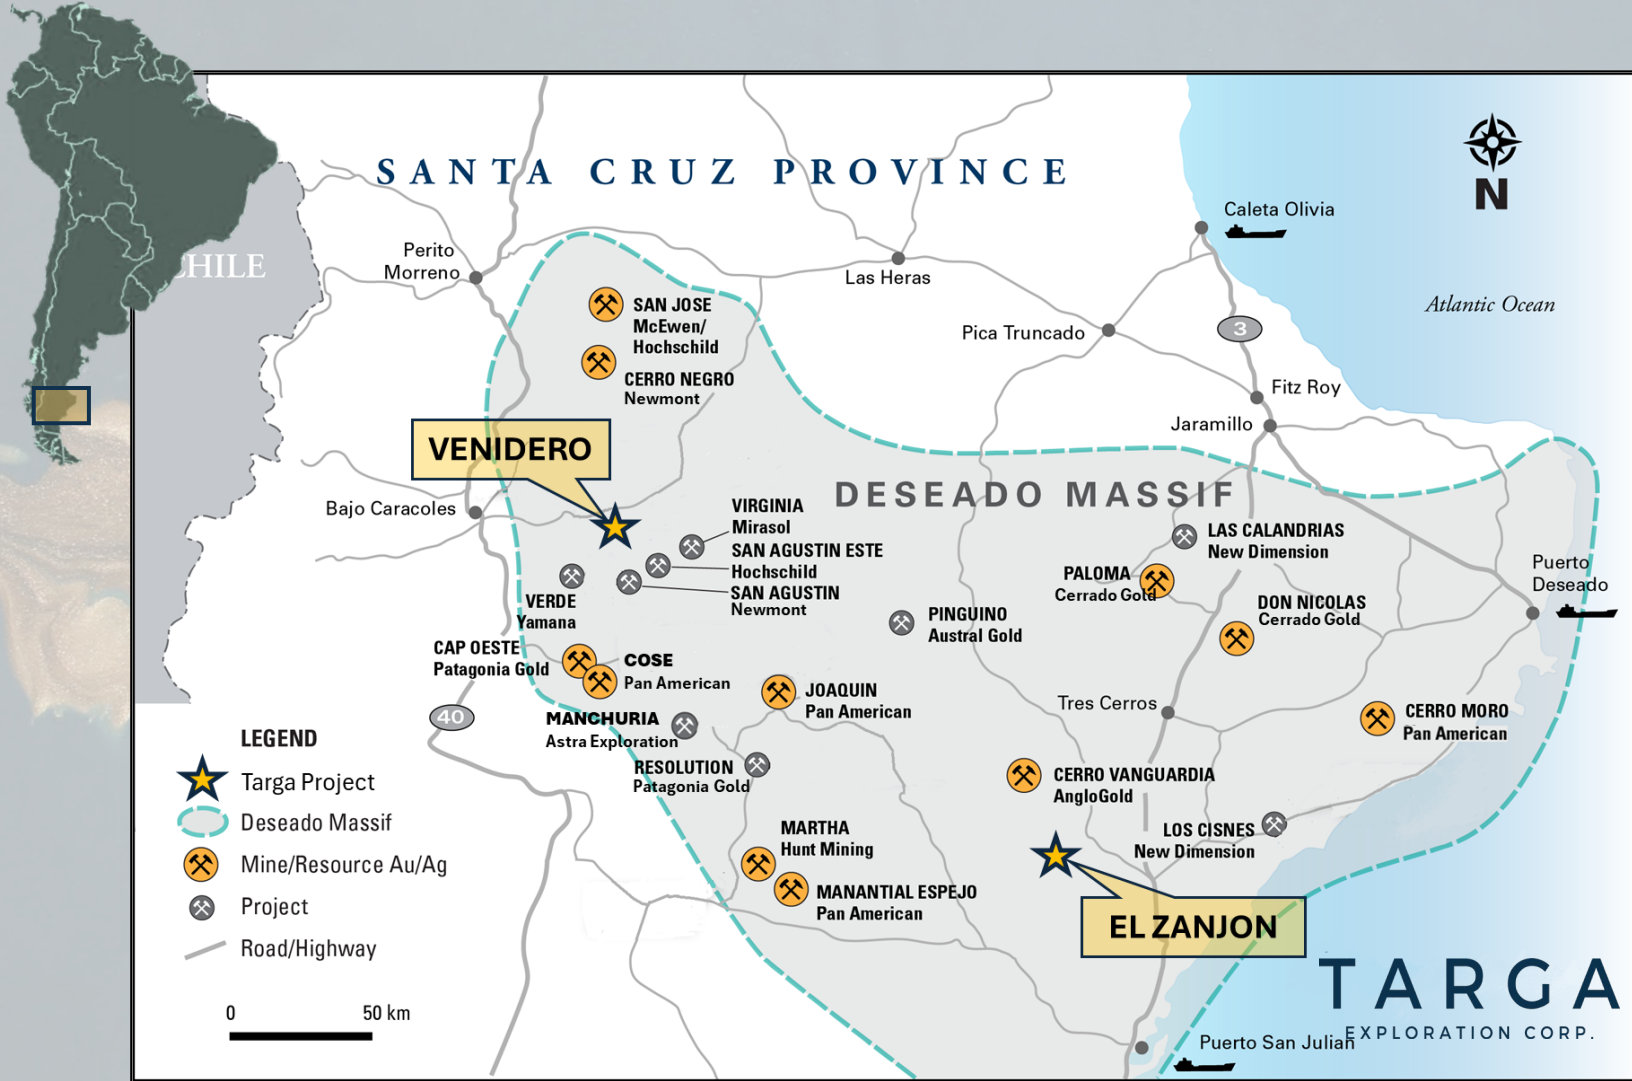 SANTA CRUZ PROVINCE
N
Caleta Olivia
CHILE
Perito
Morreno
Las Heras
Atlantic Ocean
SAN JOSE
McEwen/
Hochschild
Pica Truncado
3
CERRO NEGRO
Newmont
Fitz Roy
Jaramillo
VENIDERO
DESEADO MASSIF
Bajo Caracoles
VIRGINIA
Mirasol
LAS CALANDRIAS
New Dimension
SAN AGUSTIN ESTE
Hochschild
Puerto
Deseado
PALOMA
Cerrado Gold
SAN AGUSTIN
Newmont
VERDE
Yamana
DON NICOLAS
Cerrado Gold
PINGUINO
Austral Gold
CAP OESTE
Patagonia Gold
COSE
Pan American
JOAQUIN
Pan American
Tres Cerros
CERRO MORO
Pan American
40
MANCHURIA
Astra Exploration
RESOLUTION
Patagonia Gold
CERRO VANGUARDIA
AngloGold
LEGEND
Targa Project
Deseado Massif
Mine/Resource Au/Ag
Project
Road/Highway
0 50 km
MARTHA
Hunt Mining
LOS CISNES
New Dimension
MANANTIAL ESPEJO
Pan American
EL ZANJON
TARGA
EXPLORATION CORP.
Puerto San Julian